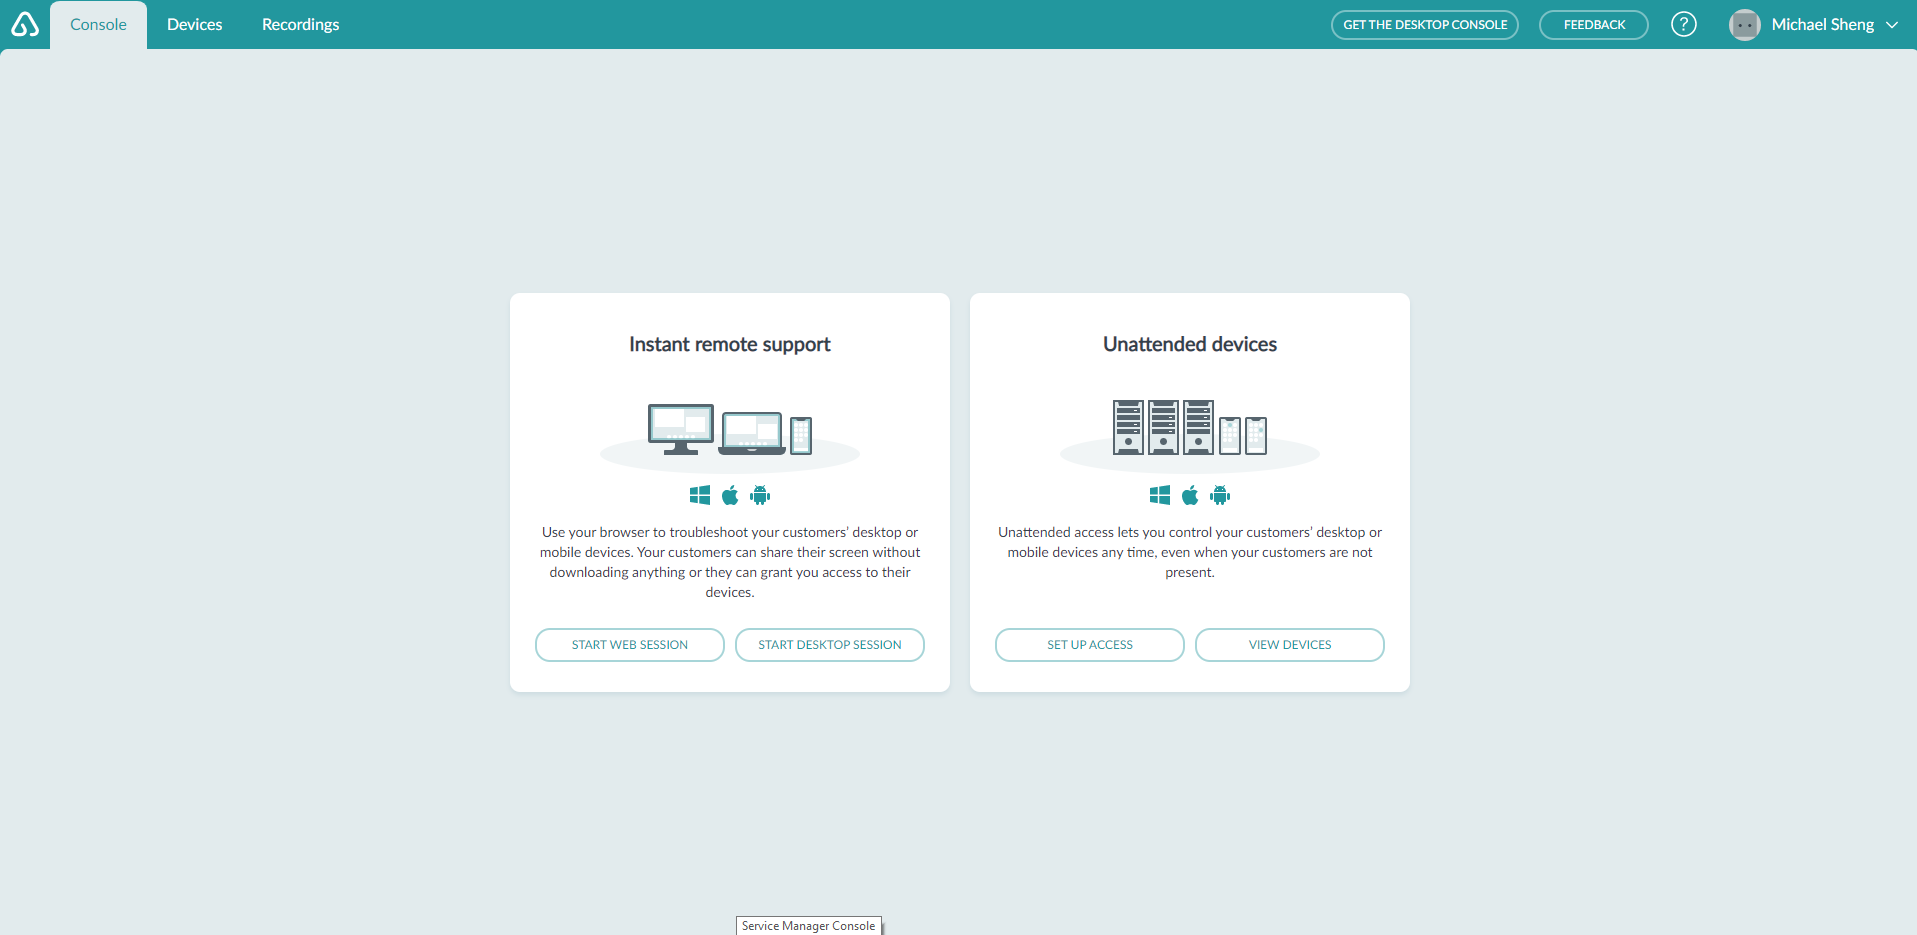 Console
Devices
Recordings
GET THE DESKTOP CONSOLE
FEEDBACK
?
Michael Sheng
Instant remote support
Use your browser to troubleshoot your customers’ desktop or
mobile devices. Your customers can share their screen without
downloading anything or they can grant you access to their
devices.
START WEB SESSION
START DESKTOP SESSION
Unattended devices
Unattended access lets you control your customers’ desktop or
mobile devices any time, even when your customers are not
present.
SET UP ACCESS
VIEW DEVICES
Service Manager Console